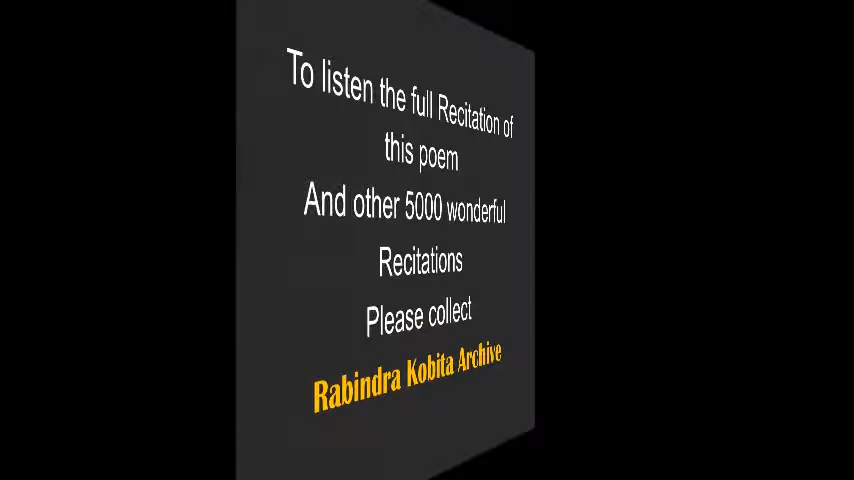 To listen the full Recitation of
this poem
And other 5000 wonderful
Recitations
Please collect
Rabindra Kobita Archive